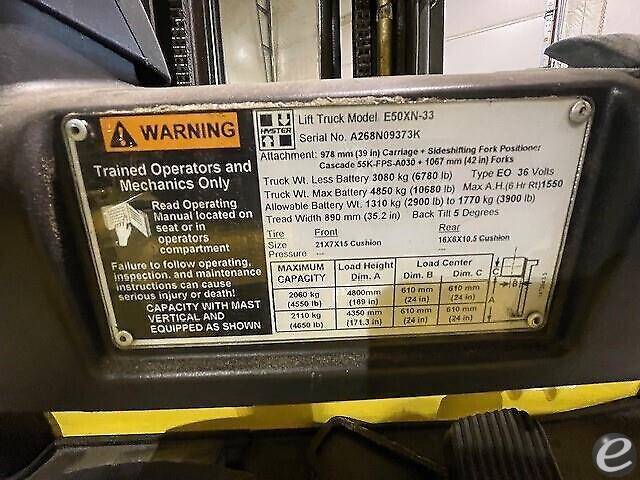 WARNING
Trained Operators and
Mechanics Only
Read Operating
Manual located on
seat or in
operators
compartment
Failure to follow operating,
inspection, and maintenance
instructions can cause
serious injury or death!
CAPACITY WITH MAST
VERTICAL AND
EQUIPPED AS SHOWN
HYSTER
Lift Truck Model E50XN-33
Serial No. A268N09373K
Attachment: 978 mm (39 in) Carriage + Sideshifting Fork Positioner
Cascade 55K-FPS-A030 + 1067 mm (42 in) Forks
Truck Wt. Less Battery 3080 kg (6780 lb) Type EO 36 Volts
Truck Wt. Max Battery 4850 kg (10680 lb) Max A.H.(6 Hr Rt)1550
Allowable Battery Wt. 1310 kg (2900 lb) to 1770 kg (3900 lb)
Tread Width 890 mm (35.2 in) Back Tilt 5 Degrees
Tire Front Rear
Size 21X7X15 Cushion 16X6X10.5 Cushion
Pressure --- ---
MAXIMUM CAPACITY Load Height Dim. A Load Center Dim. B Dim. C
2060 kg (4550 lb) 4800mm (189 in) 610 mm (24 in) 610 mm (24 in)
2110 kg (4650 lb) 4350 mm (171.3 in) 610 mm (24 in) 610 mm (24 in)
C
B
A
e